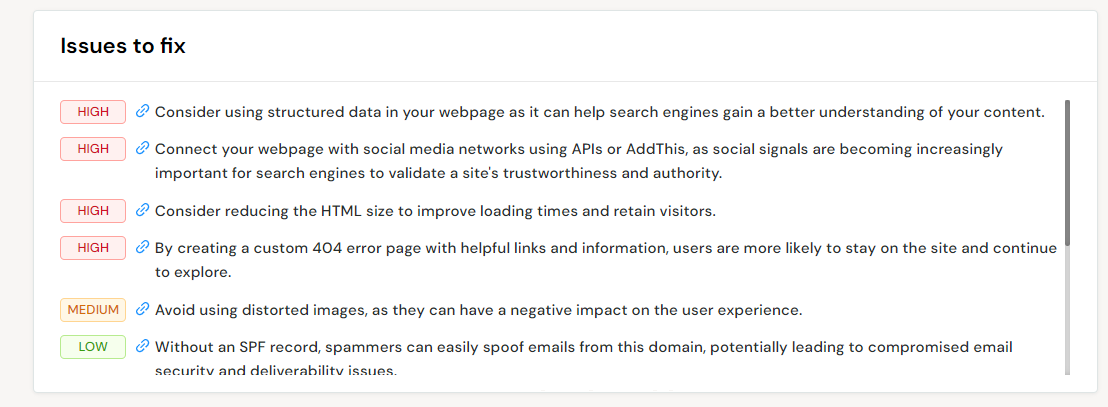 Issues to fix
HIGH Consider using structured data in your webpage as it can help search engines gain a better understanding of your content.
HIGH Connect your webpage with social media networks using APIs or AddThis, as social signals are becoming increasingly
important for search engines to validate a site's trustworthiness and authority.
HIGH Consider reducing the HTML size to improve loading times and retain visitors.
HIGH By creating a custom 404 error page with helpful links and information, users are more likely to stay on the site and continue
to explore.
MEDIUM Avoid using distorted images, as they can have a negative impact on the user experience.
LOW Without an SPF record, spammers can easily spoof emails from this domain, potentially leading to compromised email
security and deliverability issues.